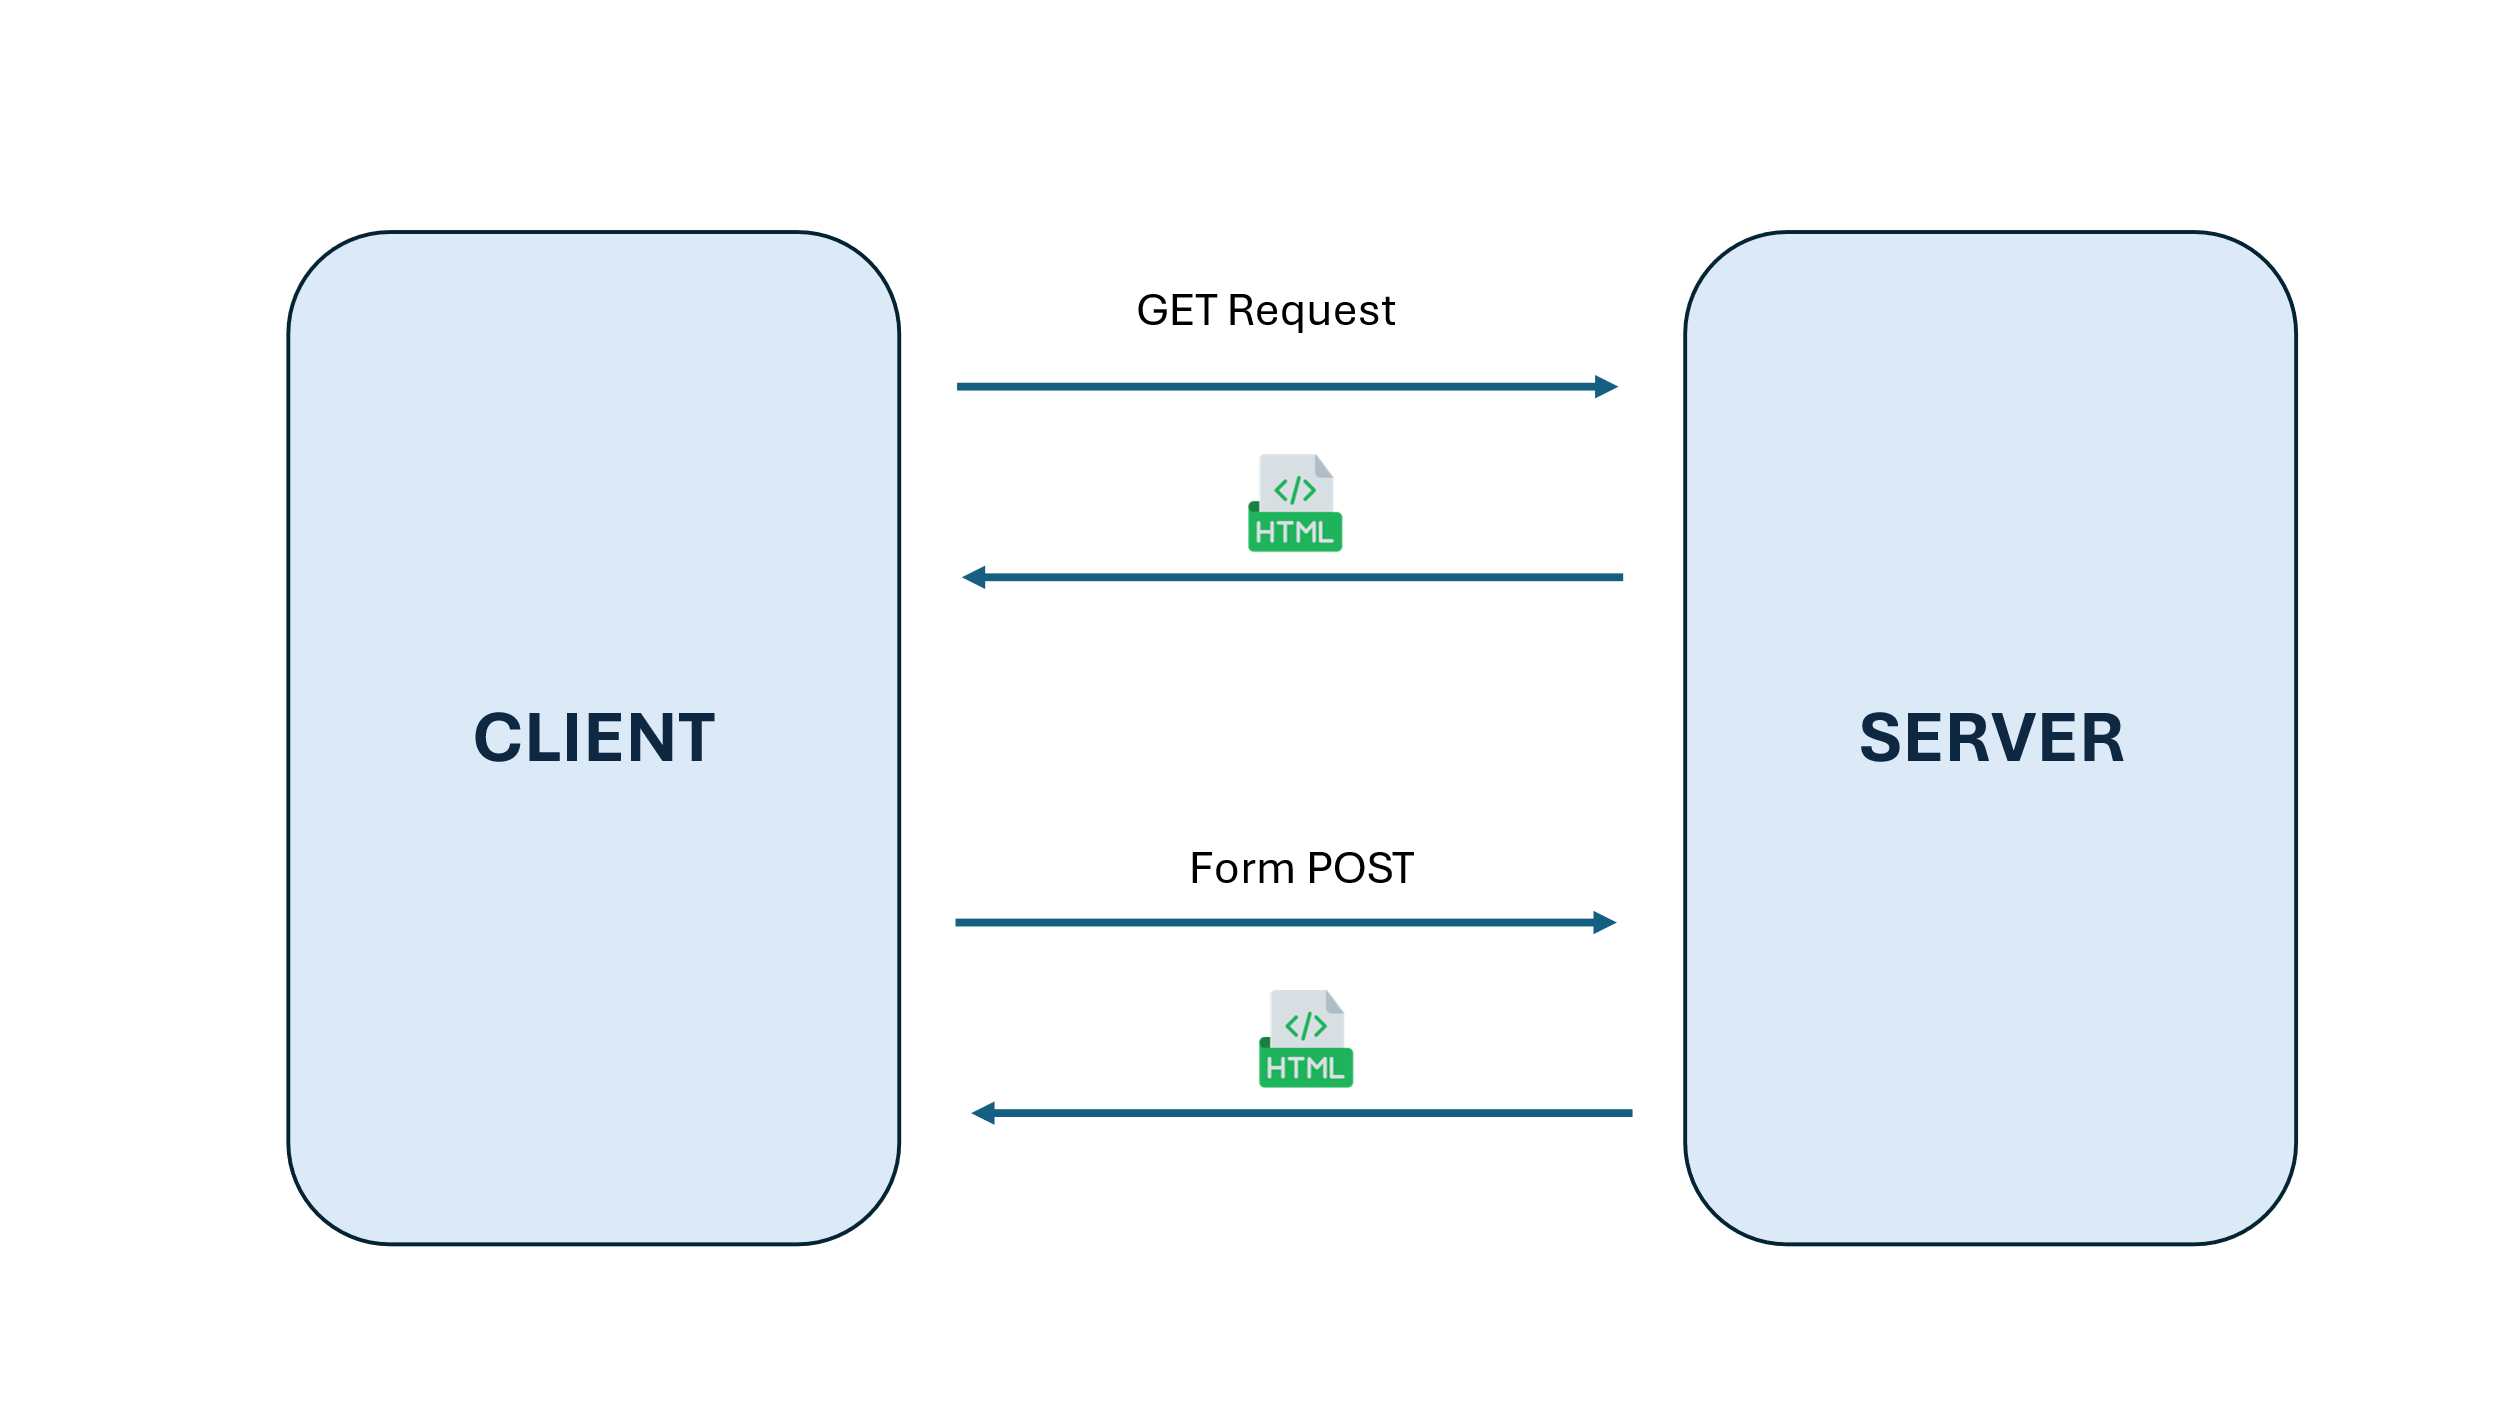 GET Request
</>
HTML
CLIENT
SERVER
Form POST
</>
HTML